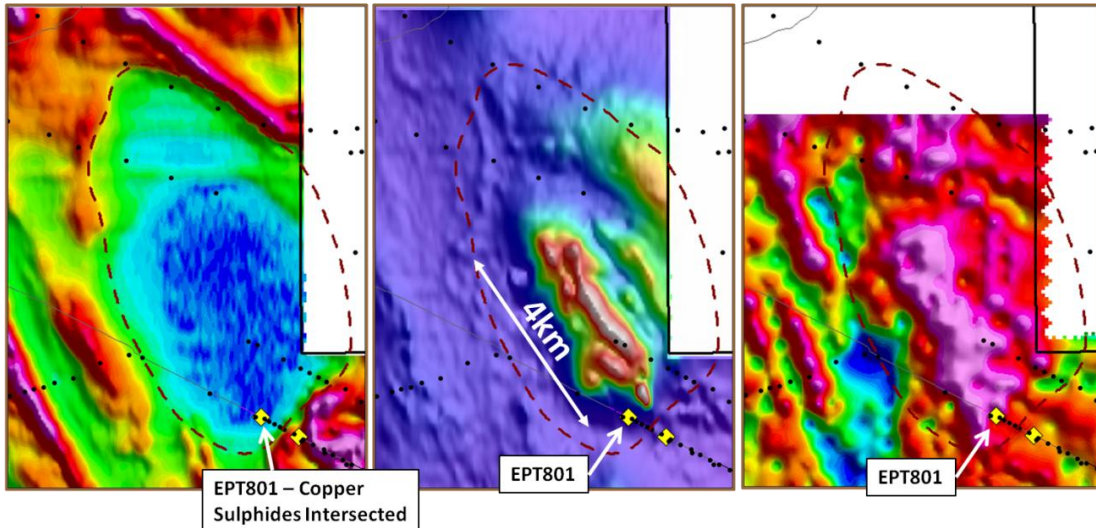 4km
EPT801 – Copper
Sulphides Intersected
EPT801
EPT801